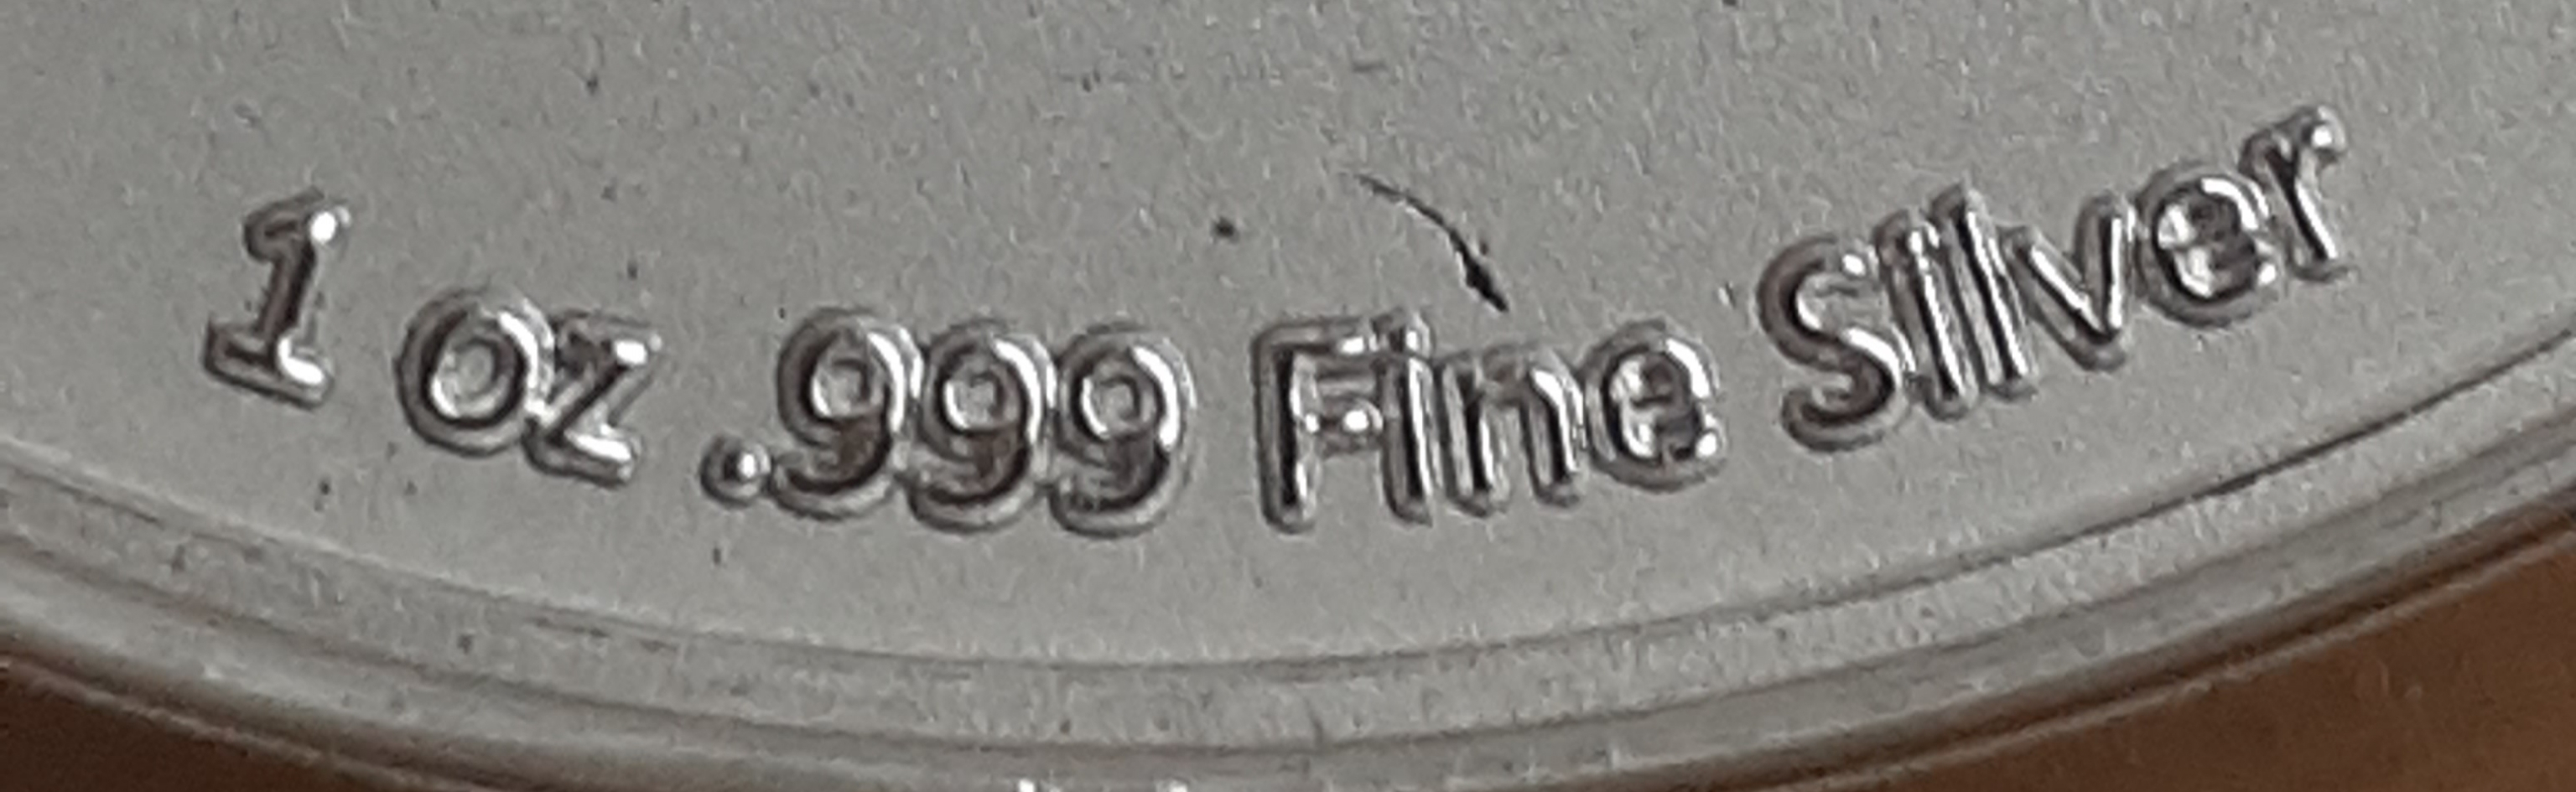 1 oz .999 Fine Silver